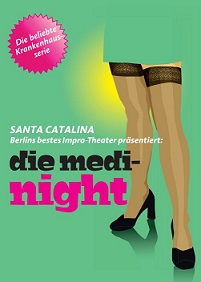 Die beliebte
Krankenhaus-
serie
SANTA CATALINA
Berlins bestes Impro-Theater präsentiert:
die medi-
night